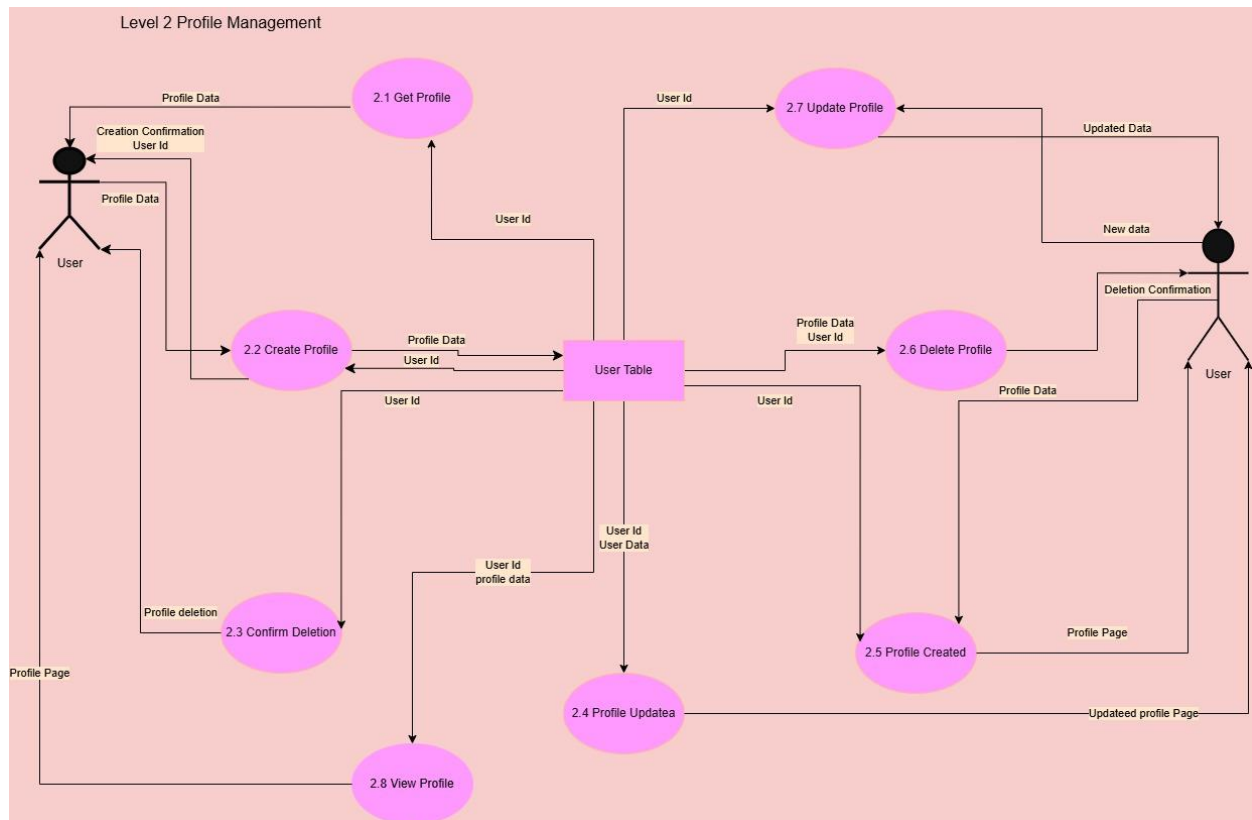 Level 2 Profile Management
2.1 Get Profile
2.7 Update Profile
Profile Data
User Id
Updated Data
Creation Confirmation
User Id
Profile Data
User Id
New data
User
Deletion Confirmation
2.2 Create Profile
Profile Data
User Id
User Table
Profile Data
User Id
2.6 Delete Profile
User
User Id
User Id
Profile Data
User Id
User Data
User Id
profile data
Profile deletion
2.3 Confirm Deletion
2.5 Profile Created
Profile Page
Profile Page
2.4 Profile Updatea
Updateed profile Page
2.8 View Profile